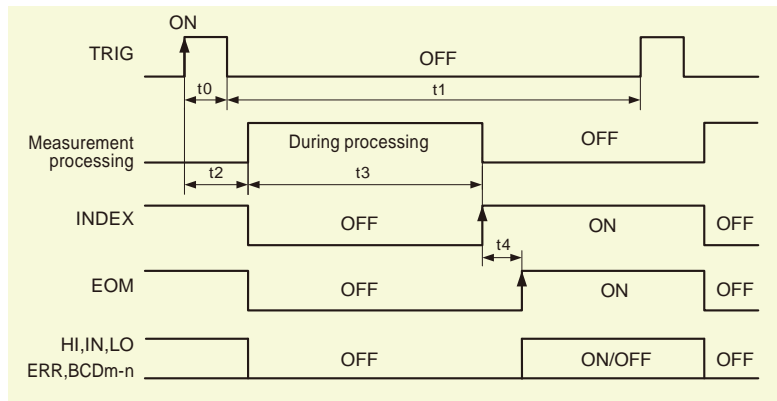 ON
TRIG
OFF
t0
t1
Measurement
processing
During processing
OFF
t2
t3
INDEX
OFF
ON
OFF
t4
EOM
OFF
ON
OFF
HI,IN,LO
ERR,BCDm-n
OFF
ON/OFF
OFF